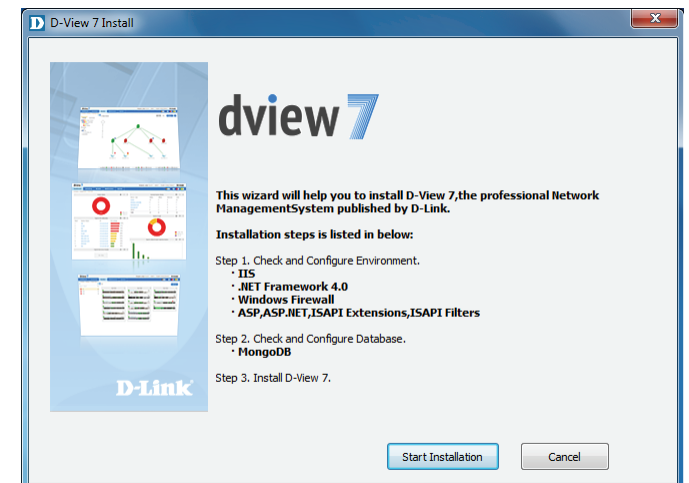 D-View 7 Install
dview 7
This wizard will help you to install D-View 7,the professional Network
ManagementSystem published by D-Link.
Installation steps is listed in below:
Step 1. Check and Configure Environment.
· IIS
· .NET Framework 4.0
· Windows Firewall
· ASP,ASP.NET,ISAPI Extensions,ISAPI Filters
Step 2. Check and Configure Database.
· MongoDB
Step 3. Install D-View 7.
D-Link
Start Installation
Cancel